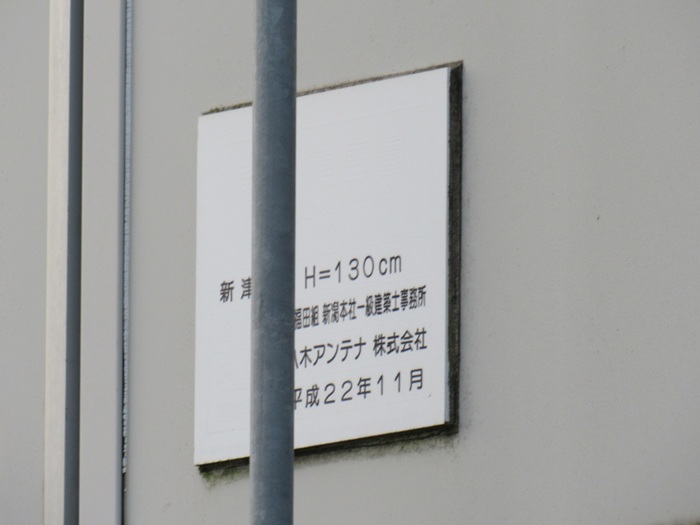 新津 H=130cm
福田組 新潟本社一級建築士事務所
八木アンテナ 株式会社
平成22年11月